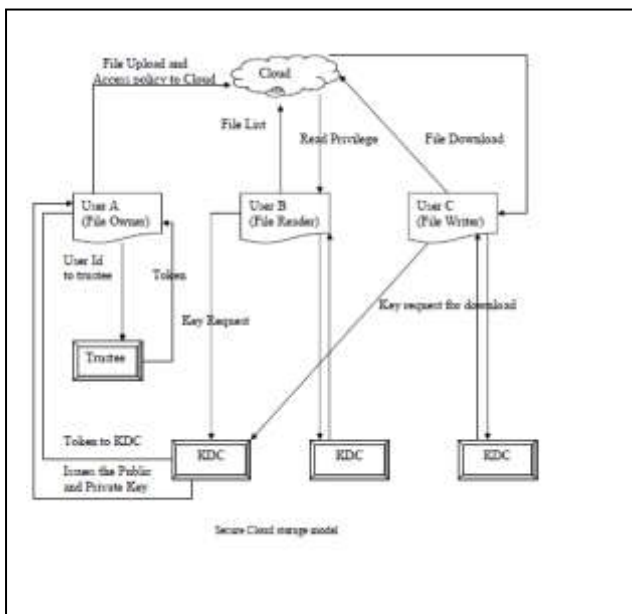 File Upload and
Access policy to Cloud
Cloud
File List
Read Privilege
File Download
User A
(File Owner)
User B
(File Reader)
User C
(File Writer)
User Id
to trustee
Token
Key Request
Key request for download
Trustee
Token to KDC
KDC
KDC
KDC
Issues the Public
and Private Key
Secure Cloud storage model